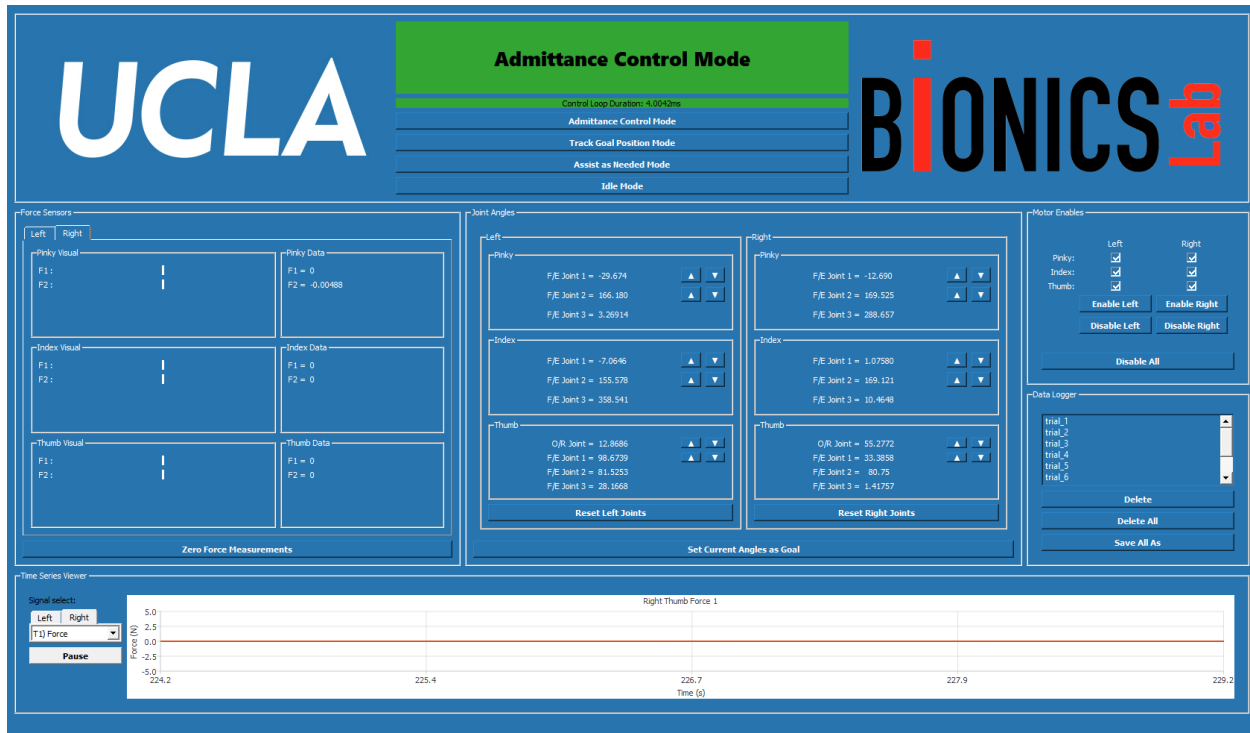 UCLA
Admittance Control Mode
Control Loop Duration: 4.0042ms
Admittance Control Mode
Track Goal Position Mode
Assist as Needed Mode
Idle Mode
BiONICS Lab
Force Sensors
Left Right
Pinky Visual
F1 :
F2 :
Pinky Data
F1 = 0
F2 = -0.00488
Index Visual
F1 :
F2 :
Index Data
F1 = 0
F2 = 0
Thumb Visual
F1 :
F2 :
Thumb Data
F1 = 0
F2 = 0
Zero Force Measurements
Joint Angles
Left
Pinky
F/E Joint 1 = -29.674
F/E Joint 2 = 166.180
F/E Joint 3 = 3.26914
Index
F/E Joint 1 = -7.0646
F/E Joint 2 = 155.578
F/E Joint 3 = 358.541
Thumb
O/R Joint = 12.8686
F/E Joint 1 = 98.6739
F/E Joint 2 = 81.5253
F/E Joint 3 = 28.1668
Reset Left Joints
Right
Pinky
F/E Joint 1 = -12.690
F/E Joint 2 = 169.525
F/E Joint 3 = 288.657
Index
F/E Joint 1 = 1.07580
F/E Joint 2 = 169.121
F/E Joint 3 = 10.4648
Thumb
O/R Joint = 55.2772
F/E Joint 1 = 33.3858
F/E Joint 2 = 80.75
F/E Joint 3 = 1.41757
Reset Right Joints
Set Current Angles as Goal
Motor Enables
Left Right
Pinky:
Index:
Thumb:
Enable Left Enable Right
Disable Left Disable Right
Disable All
Data Logger
trial_1
trial_2
trial_3
trial_4
trial_5
trial_6
Delete
Delete All
Save All As
Time Series Viewer
Signal select:
Left Right
T1) Force
Pause
Right Thumb Force 1
Force (N)
5.0
2.5
0.0
-2.5
-5.0
224.2 225.4 226.7 227.9 229.2
Time (s)